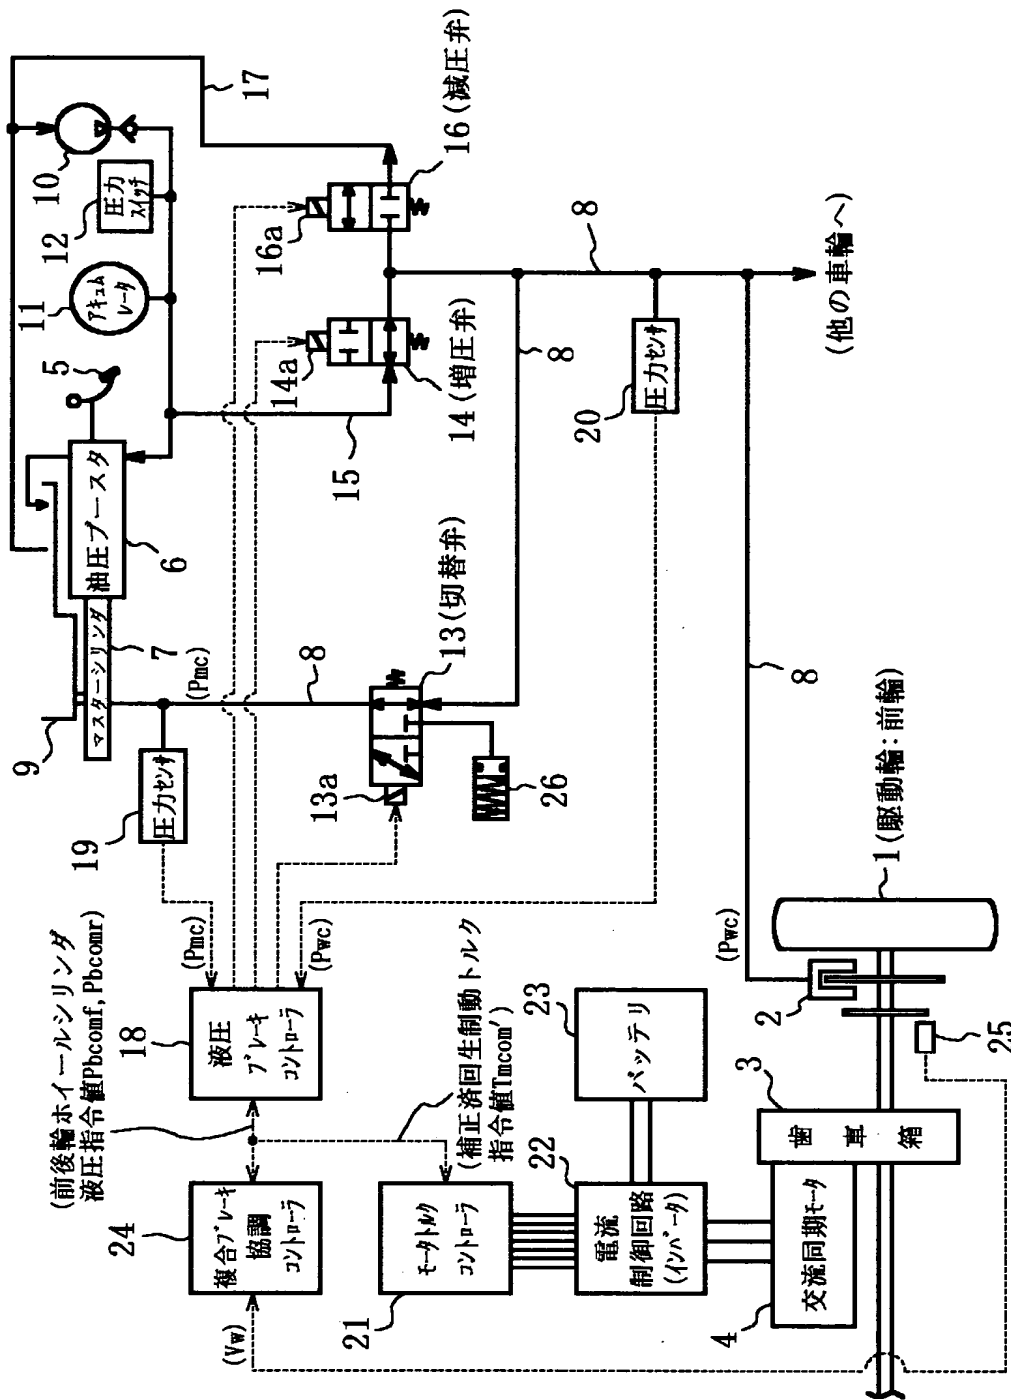 (前後輪ホイールシリンダ
液圧指令値Pbcomf,Pbcomr)
24
複合ブレーキ
協調
コントローラ
(Vw)
18
液圧
ブレーキ
コントローラ
(Pmc)
(Pwc)
(補正済回生制動トルク
指令値Tmcom')
21
モータトルク
コントローラ
22
電流
制御回路
(インバータ)
23
バッテリ
4
交流同期モータ
3
歯車箱
25
2
(Pwc)
1(駆動輪:前輪)
19
圧力センサ
9
マスターシリンダ
7
(Pmc)
8
油圧ブースタ
6
5
13a
13(切替弁)
26
11
アキュム
レータ
12
圧力
スイッチ
10
17
15
14a
14(増圧弁)
16a
16(減圧弁)
8
8
20
圧力センサ
8
(他の車輪へ)